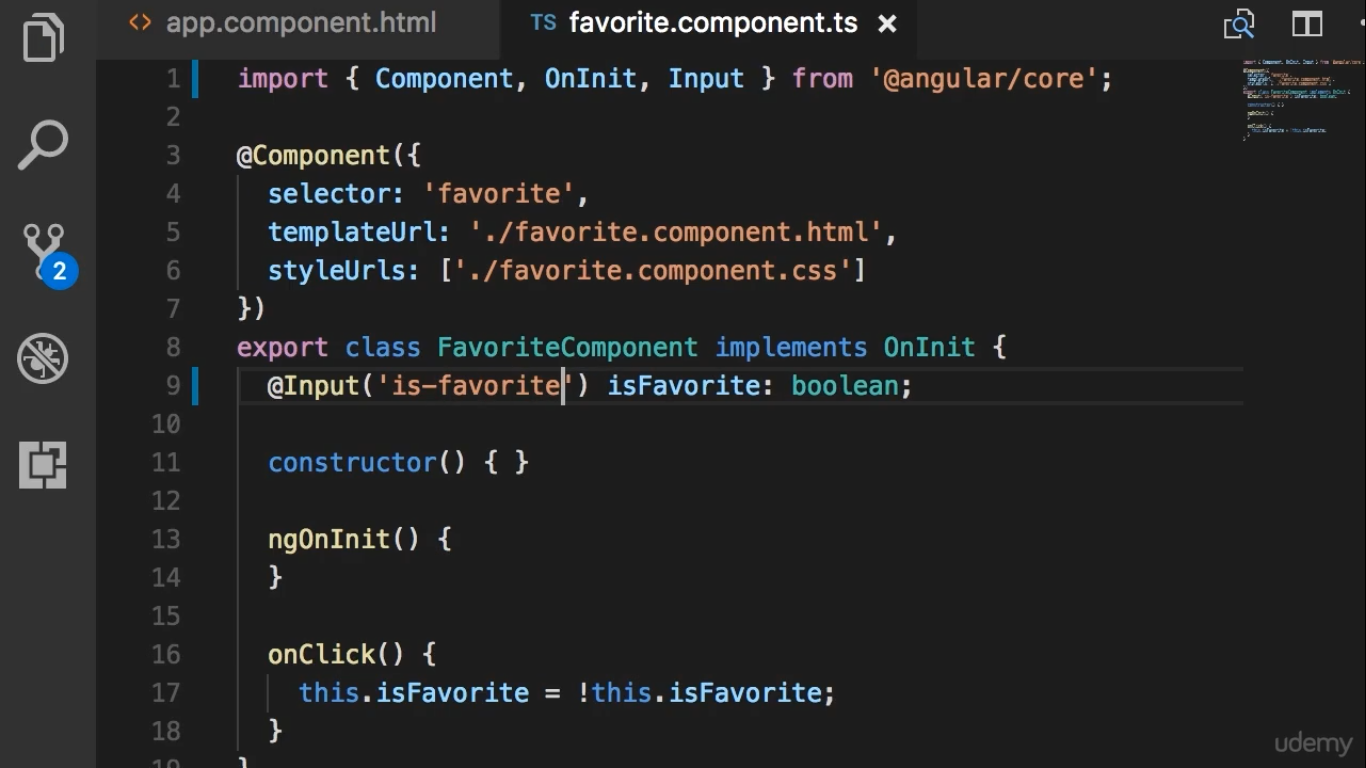 <> app.component.html TS favorite.component.ts ×
1 import { Component, OnInit, Input } from '@angular/core';
2
3 @Component({
4   selector: 'favorite',
5   templateUrl: './favorite.component.html',
6   styleUrls: ['./favorite.component.css']
7 })
8 export class FavoriteComponent implements OnInit {
9   @Input('is-favorite') isFavorite: boolean;
10
11   constructor() { }
12
13   ngOnInit() {
14   }
15
16   onClick() {
17     this.isFavorite = !this.isFavorite;
18   }
19 }
2
udemy